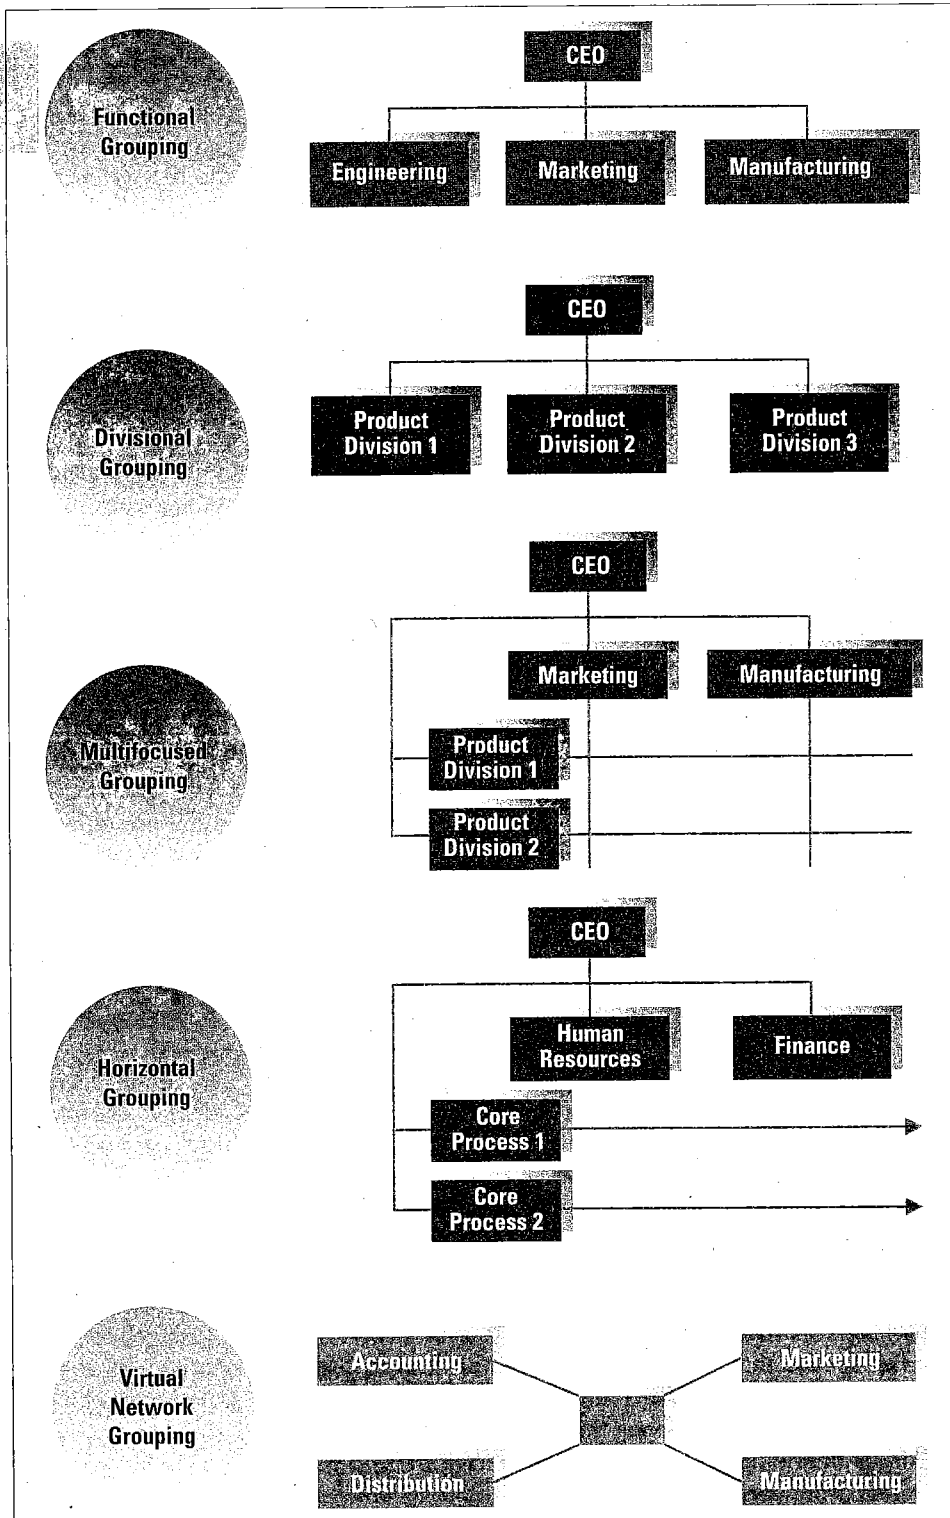 Functional
Grouping
CEO
Engineering
Marketing
Manufacturing
Divisional
Grouping
CEO
Product
Division 1
Product
Division 2
Product
Division 3
Multifocused
Grouping
CEO
Marketing
Manufacturing
Product
Division 1
Product
Division 2
Horizontal
Grouping
CEO
Human
Resources
Finance
Core
Process 1
Core
Process 2
Virtual
Network
Grouping
Accounting
Marketing
Distribution
Manufacturing